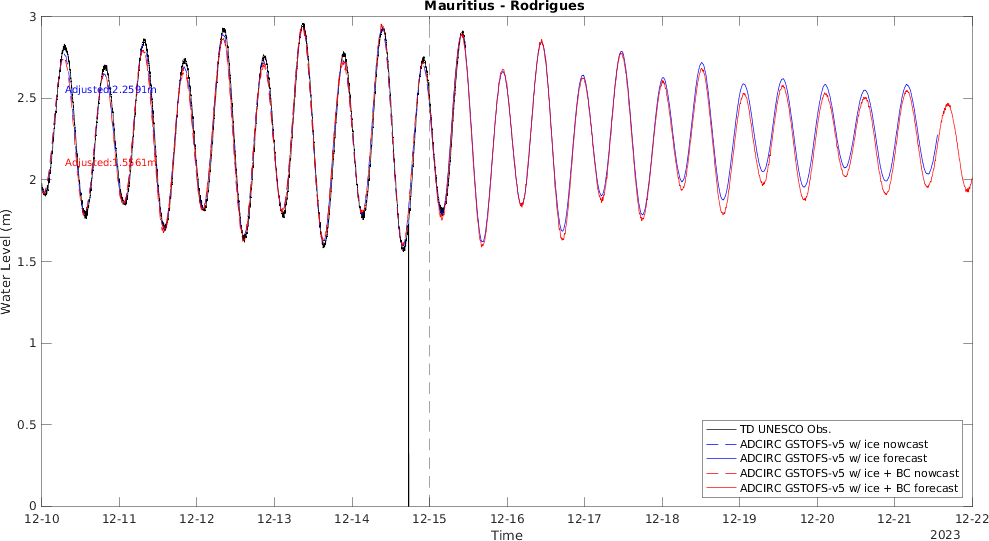 Mauritius - Rodrigues
3
2.5
2
1.5
1
0.5
0
Water Level (m)
Adjusted:2.2591m
Adjusted:1.5561m
TD UNESCO Obs.
ADCIRC GSTOFS-v5 w/ ice nowcast
ADCIRC GSTOFS-v5 w/ ice forecast
ADCIRC GSTOFS-v5 w/ ice + BC nowcast
ADCIRC GSTOFS-v5 w/ ice + BC forecast
12-10 12-11 12-12 12-13 12-14 12-15 12-16 12-17 12-18 12-19 12-20 12-21 12-22
Time
2023